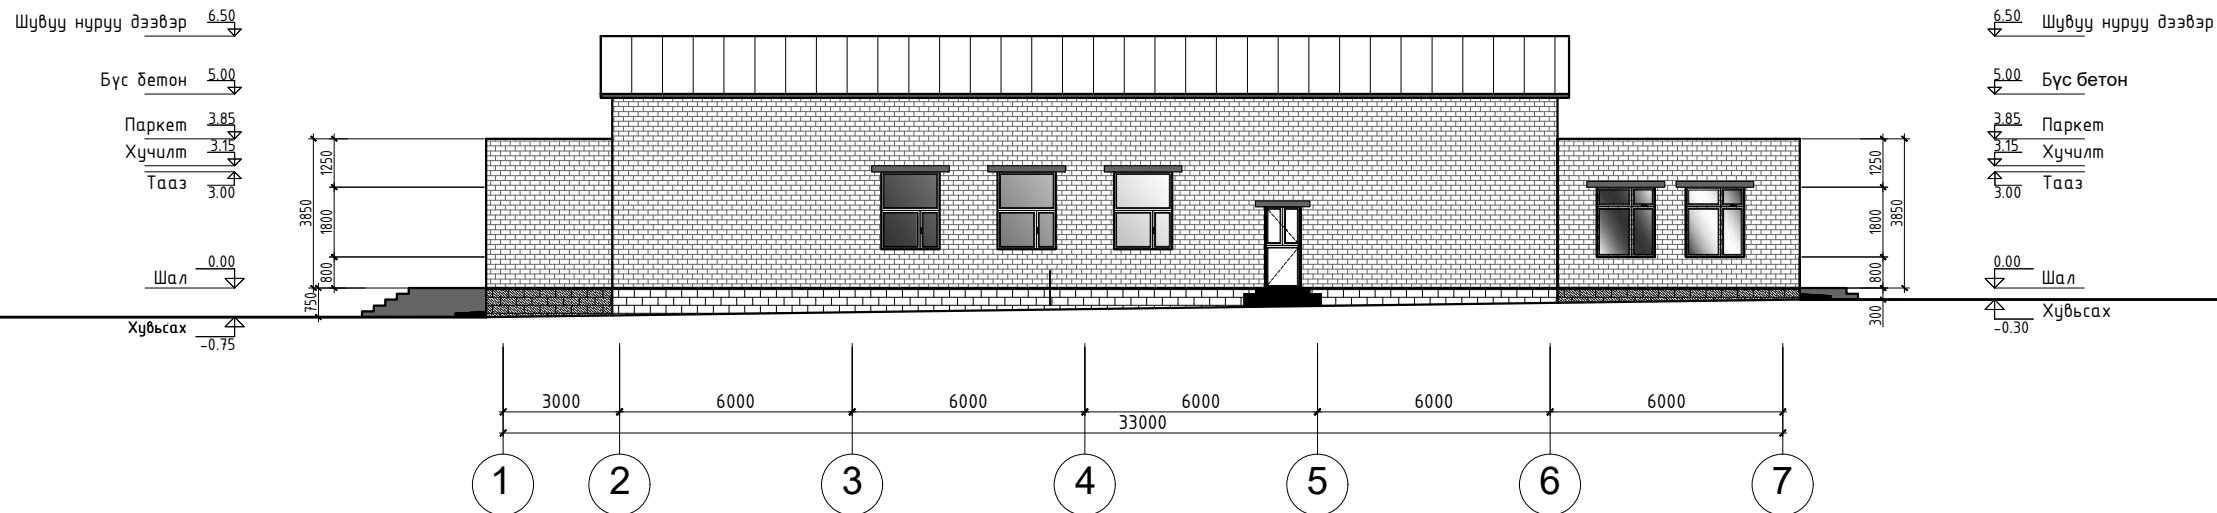 Шувуу нуруу дээвэр 6.50
Бүс бетон 5.00
Паркет 3.85
Хучилт 3.15
Тааз 3.00
Шал 0.00
Хувьсах -0.75
3850
1250
1800
800
750
6.50 Шувуу нуруу дээвэр
5.00 Бүс бетон
3.85 Паркет
3.15 Хучилт
3.00 Тааз
0.00 Шал
-0.30 Хувьсах
1250
1800
3850
800
300
3000 6000 6000 6000 6000 6000
33000
1 2 3 4 5 6 7